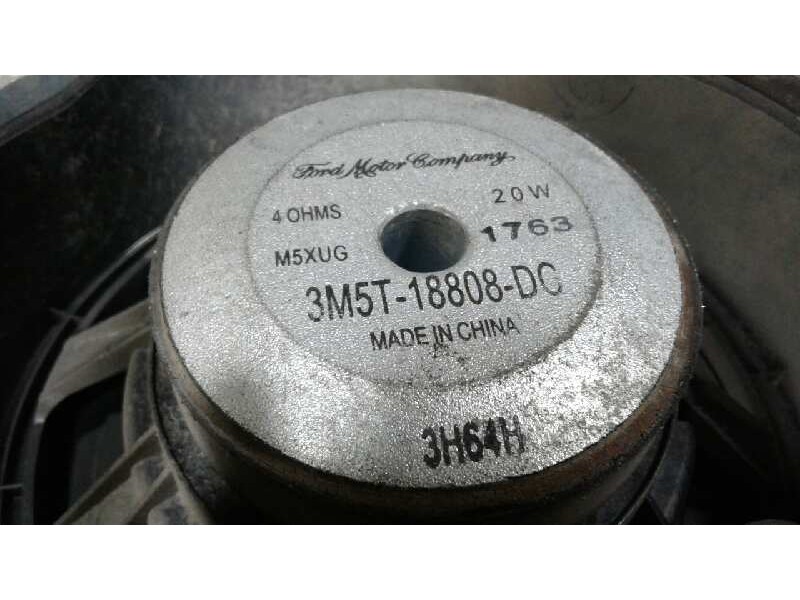 Ford Motor Company
4 OHMS 20W
1763
M5XUG
3M5T-18808-DC
MADE IN CHINA
3H64H